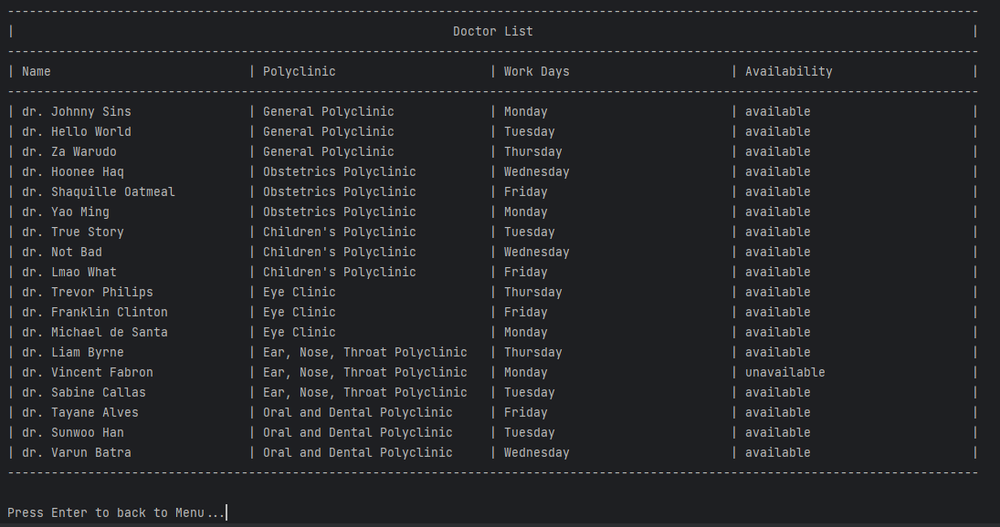 Doctor List
| Name | Polyclinic | Work Days | Availability |
| dr. Johnny Sins | General Polyclinic | Monday | available |
| dr. Hello World | General Polyclinic | Tuesday | available |
| dr. Za Warudo | General Polyclinic | Thursday | available |
| dr. Hoonee Haq | Obstetrics Polyclinic | Wednesday | available |
| dr. Shaquille Oatmeal | Obstetrics Polyclinic | Friday | available |
| dr. Yao Ming | Obstetrics Polyclinic | Monday | available |
| dr. True Story | Children's Polyclinic | Tuesday | available |
| dr. Not Bad | Children's Polyclinic | Wednesday | available |
| dr. Lmao What | Children's Polyclinic | Friday | available |
| dr. Trevor Philips | Eye Clinic | Thursday | available |
| dr. Franklin Clinton | Eye Clinic | Friday | available |
| dr. Michael de Santa | Eye Clinic | Monday | available |
| dr. Liam Byrne | Ear, Nose, Throat Polyclinic | Thursday | available |
| dr. Vincent Fabron | Ear, Nose, Throat Polyclinic | Monday | unavailable |
| dr. Sabine Callas | Ear, Nose, Throat Polyclinic | Tuesday | available |
| dr. Tayane Alves | Oral and Dental Polyclinic | Friday | available |
| dr. Sunwoo Han | Oral and Dental Polyclinic | Tuesday | available |
| dr. Varun Batra | Oral and Dental Polyclinic | Wednesday | available |
Press Enter to back to Menu...